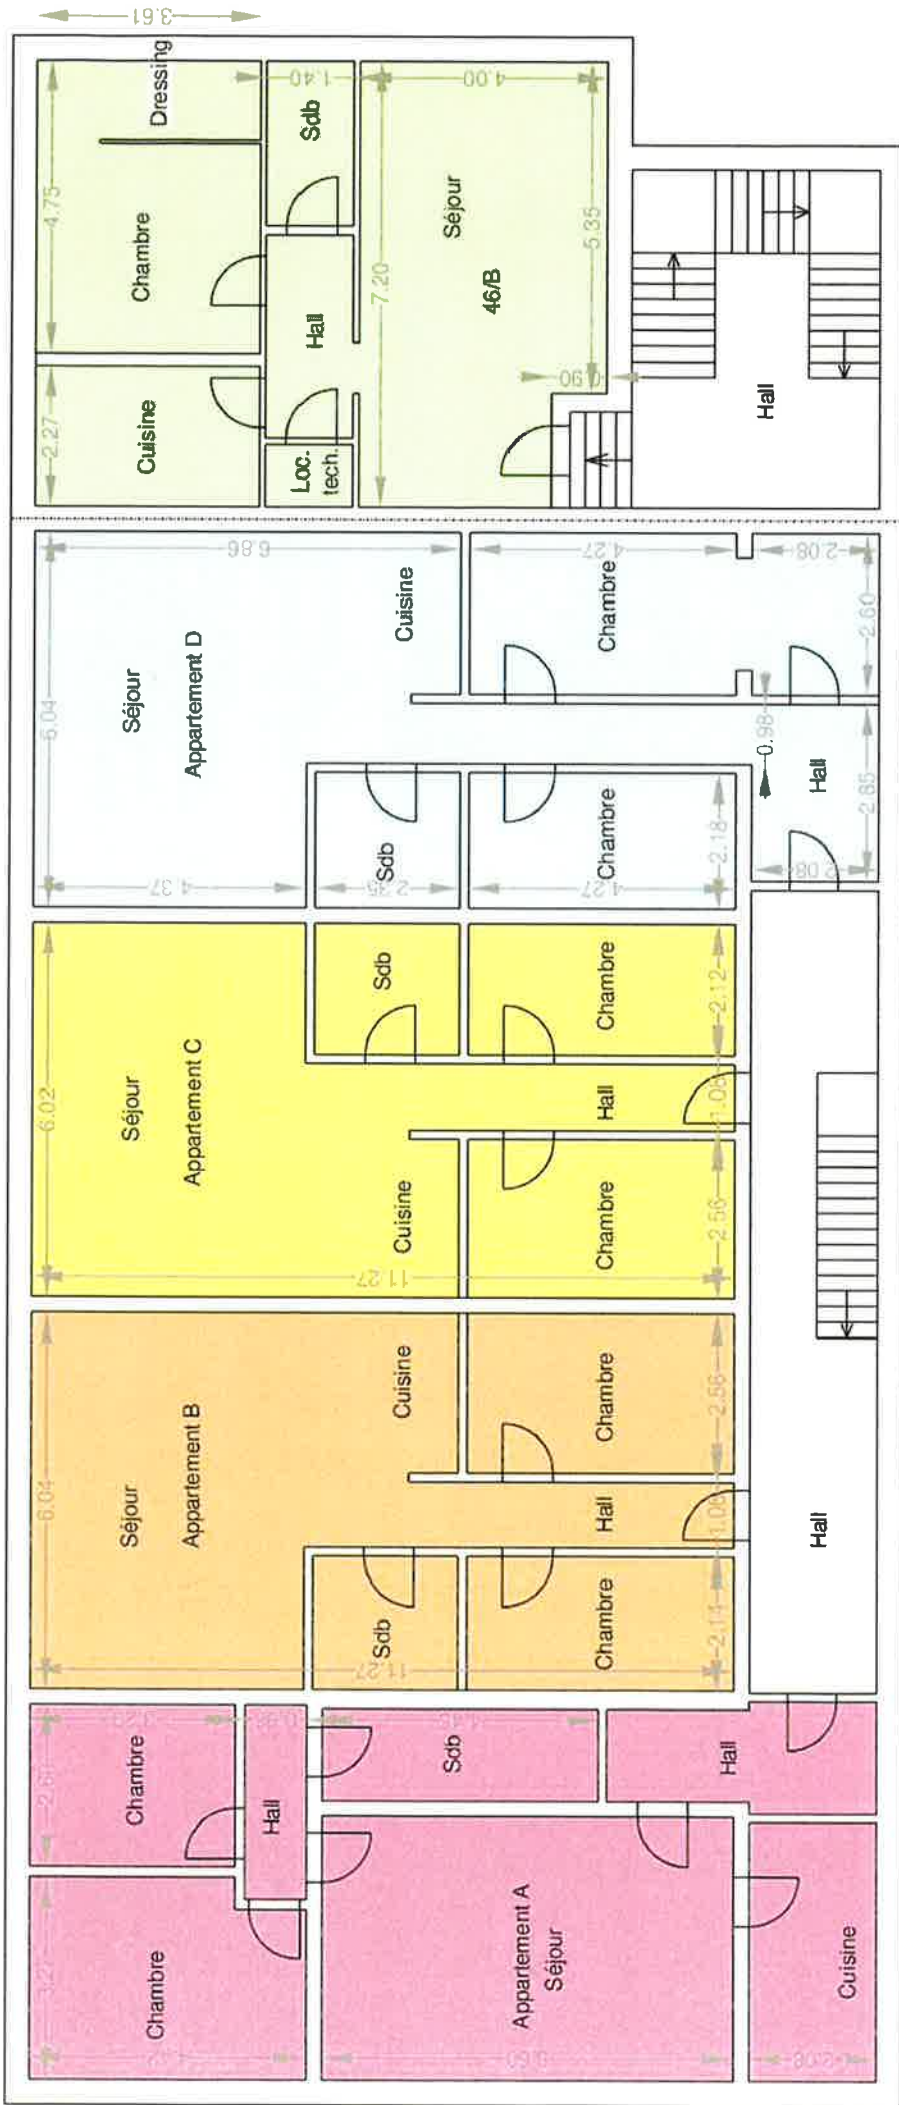 3.61
Dressing
4.75
Chambre
1.40
Sdb
4.00
Séjour
5.35
7.20
46/B
Hall
2.27
Cuisine
Loc.
tech.
0.90
Hall
6.04
Séjour
Appartement D
6.86
Cuisine
4.27
Chambre
2.08
2.60
0.98
Hall
2.85
2.08
4.37
Sdb
2.35
Chambre
4.27
2.18
6.02
Séjour
Appartement C
Sdb
Chambre
2.12
Hall
1.06
Cuisine
Chambre
2.56
11.27
6.04
Séjour
Appartement B
Cuisine
Chambre
2.56
Hall
1.06
Sdb
Chambre
2.14
11.27
Chambre
Hall
Sdb
Hall
Chambre
3.27
Appartement A
Séjour
Cuisine
2.08